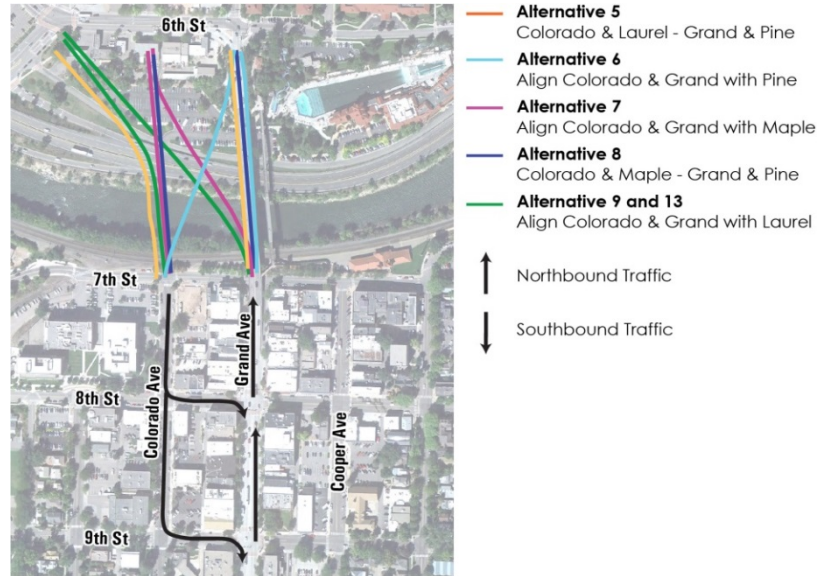 6th St
7th St
Grand Ave
8th St
Colorado Ave
Cooper Ave
9th St
Alternative 5
Colorado & Laurel - Grand & Pine
Alternative 6
Align Colorado & Grand with Pine
Alternative 7
Align Colorado & Grand with Maple
Alternative 8
Colorado & Maple - Grand & Pine
Alternative 9 and 13
Align Colorado & Grand with Laurel
Northbound Traffic
Southbound Traffic